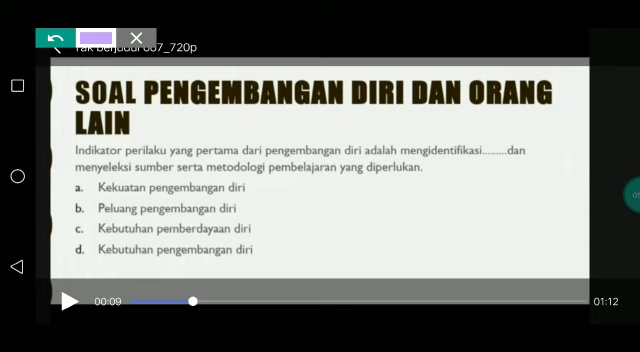 SOAL PENGEMBANGAN DIRI DAN ORANG
LAIN
Indikator perilaku yang pertama dari pengembangan diri adalah mengidentifikasi.........dan
menyeleksi sumber serta metodologi pembelajaran yang diperlukan.
a. Kekuatan pengembangan diri
b. Peluang pengembangan diri
c. Kebutuhan pemberdayaan diri
d. Kebutuhan pengembangan diri
00:09
01:12